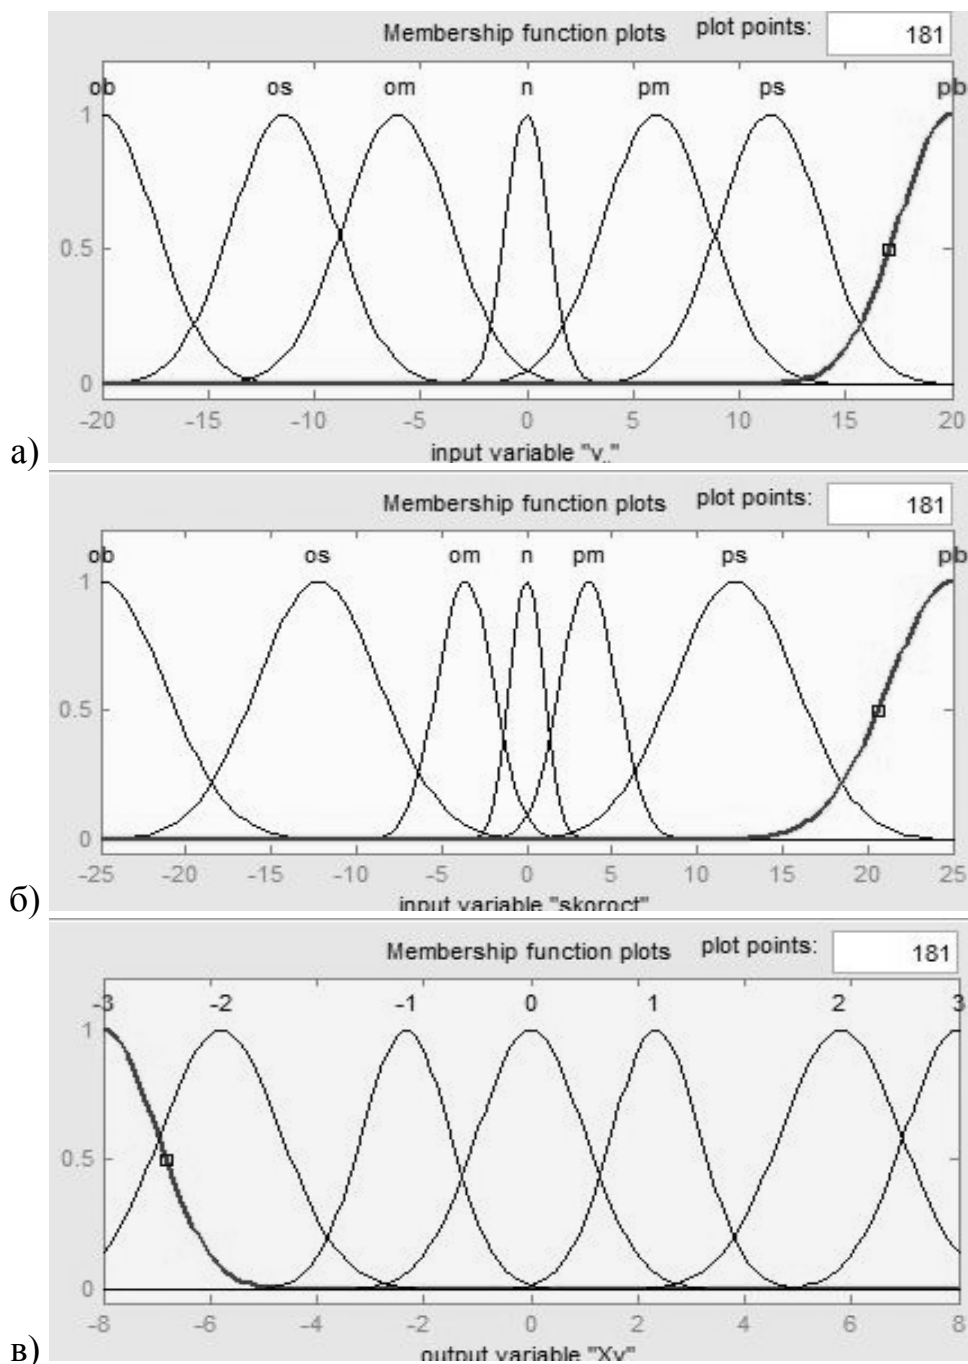 Membership function plots plot points: 181
ob os om n pm ps pb
1
0.5
0
-20 -15 -10 -5 0 5 10 15 20
а) input variable "v.."
Membership function plots plot points: 181
ob os om n pm ps pb
1
0.5
0
-25 -20 -15 -10 -5 0 5 10 15 20 25
б) input variable "skoroct"
Membership function plots plot points: 181
-3 -2 -1 0 1 2 3
1
0.5
0
-8 -6 -4 -2 0 2 4 6 8
в) output variable "Xv"